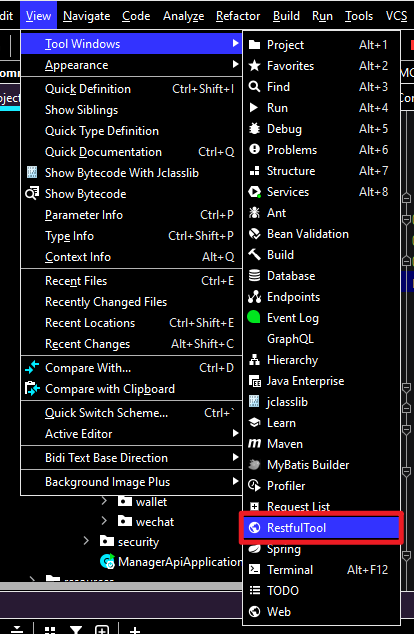 dit View Navigate Code Analyze Refactor Build Run Tools VCS
Tool Windows
Appearance
Quick Definition Ctrl+Shift+I
Show Siblings
Quick Type Definition
Quick Documentation Ctrl+Q
Show Bytecode With Jclasslib
Show Bytecode
Parameter Info Ctrl+P
Type Info Ctrl+Shift+P
Context Info Alt+Q
Recent Files Ctrl+E
Recently Changed Files
Recent Locations Ctrl+Shift+E
Recent Changes Alt+Shift+C
Compare With... Ctrl+D
Compare with Clipboard
Quick Switch Scheme... Ctrl+`
Active Editor
Bidi Text Base Direction
Background Image Plus
Project Alt+1
Favorites Alt+2
Find Alt+3
Run Alt+4
Debug Alt+5
Problems Alt+6
Structure Alt+7
Services Alt+8
Ant
Bean Validation
Build
Database
Endpoints
Event Log
GraphQL
Hierarchy
Java Enterprise
jclasslib
Learn
Maven
MyBatis Builder
Profiler
Request List
RestfulTool
Spring
Terminal Alt+F12
TODO
Web
wallet
wechat
security
ManagerApiApplication
resources